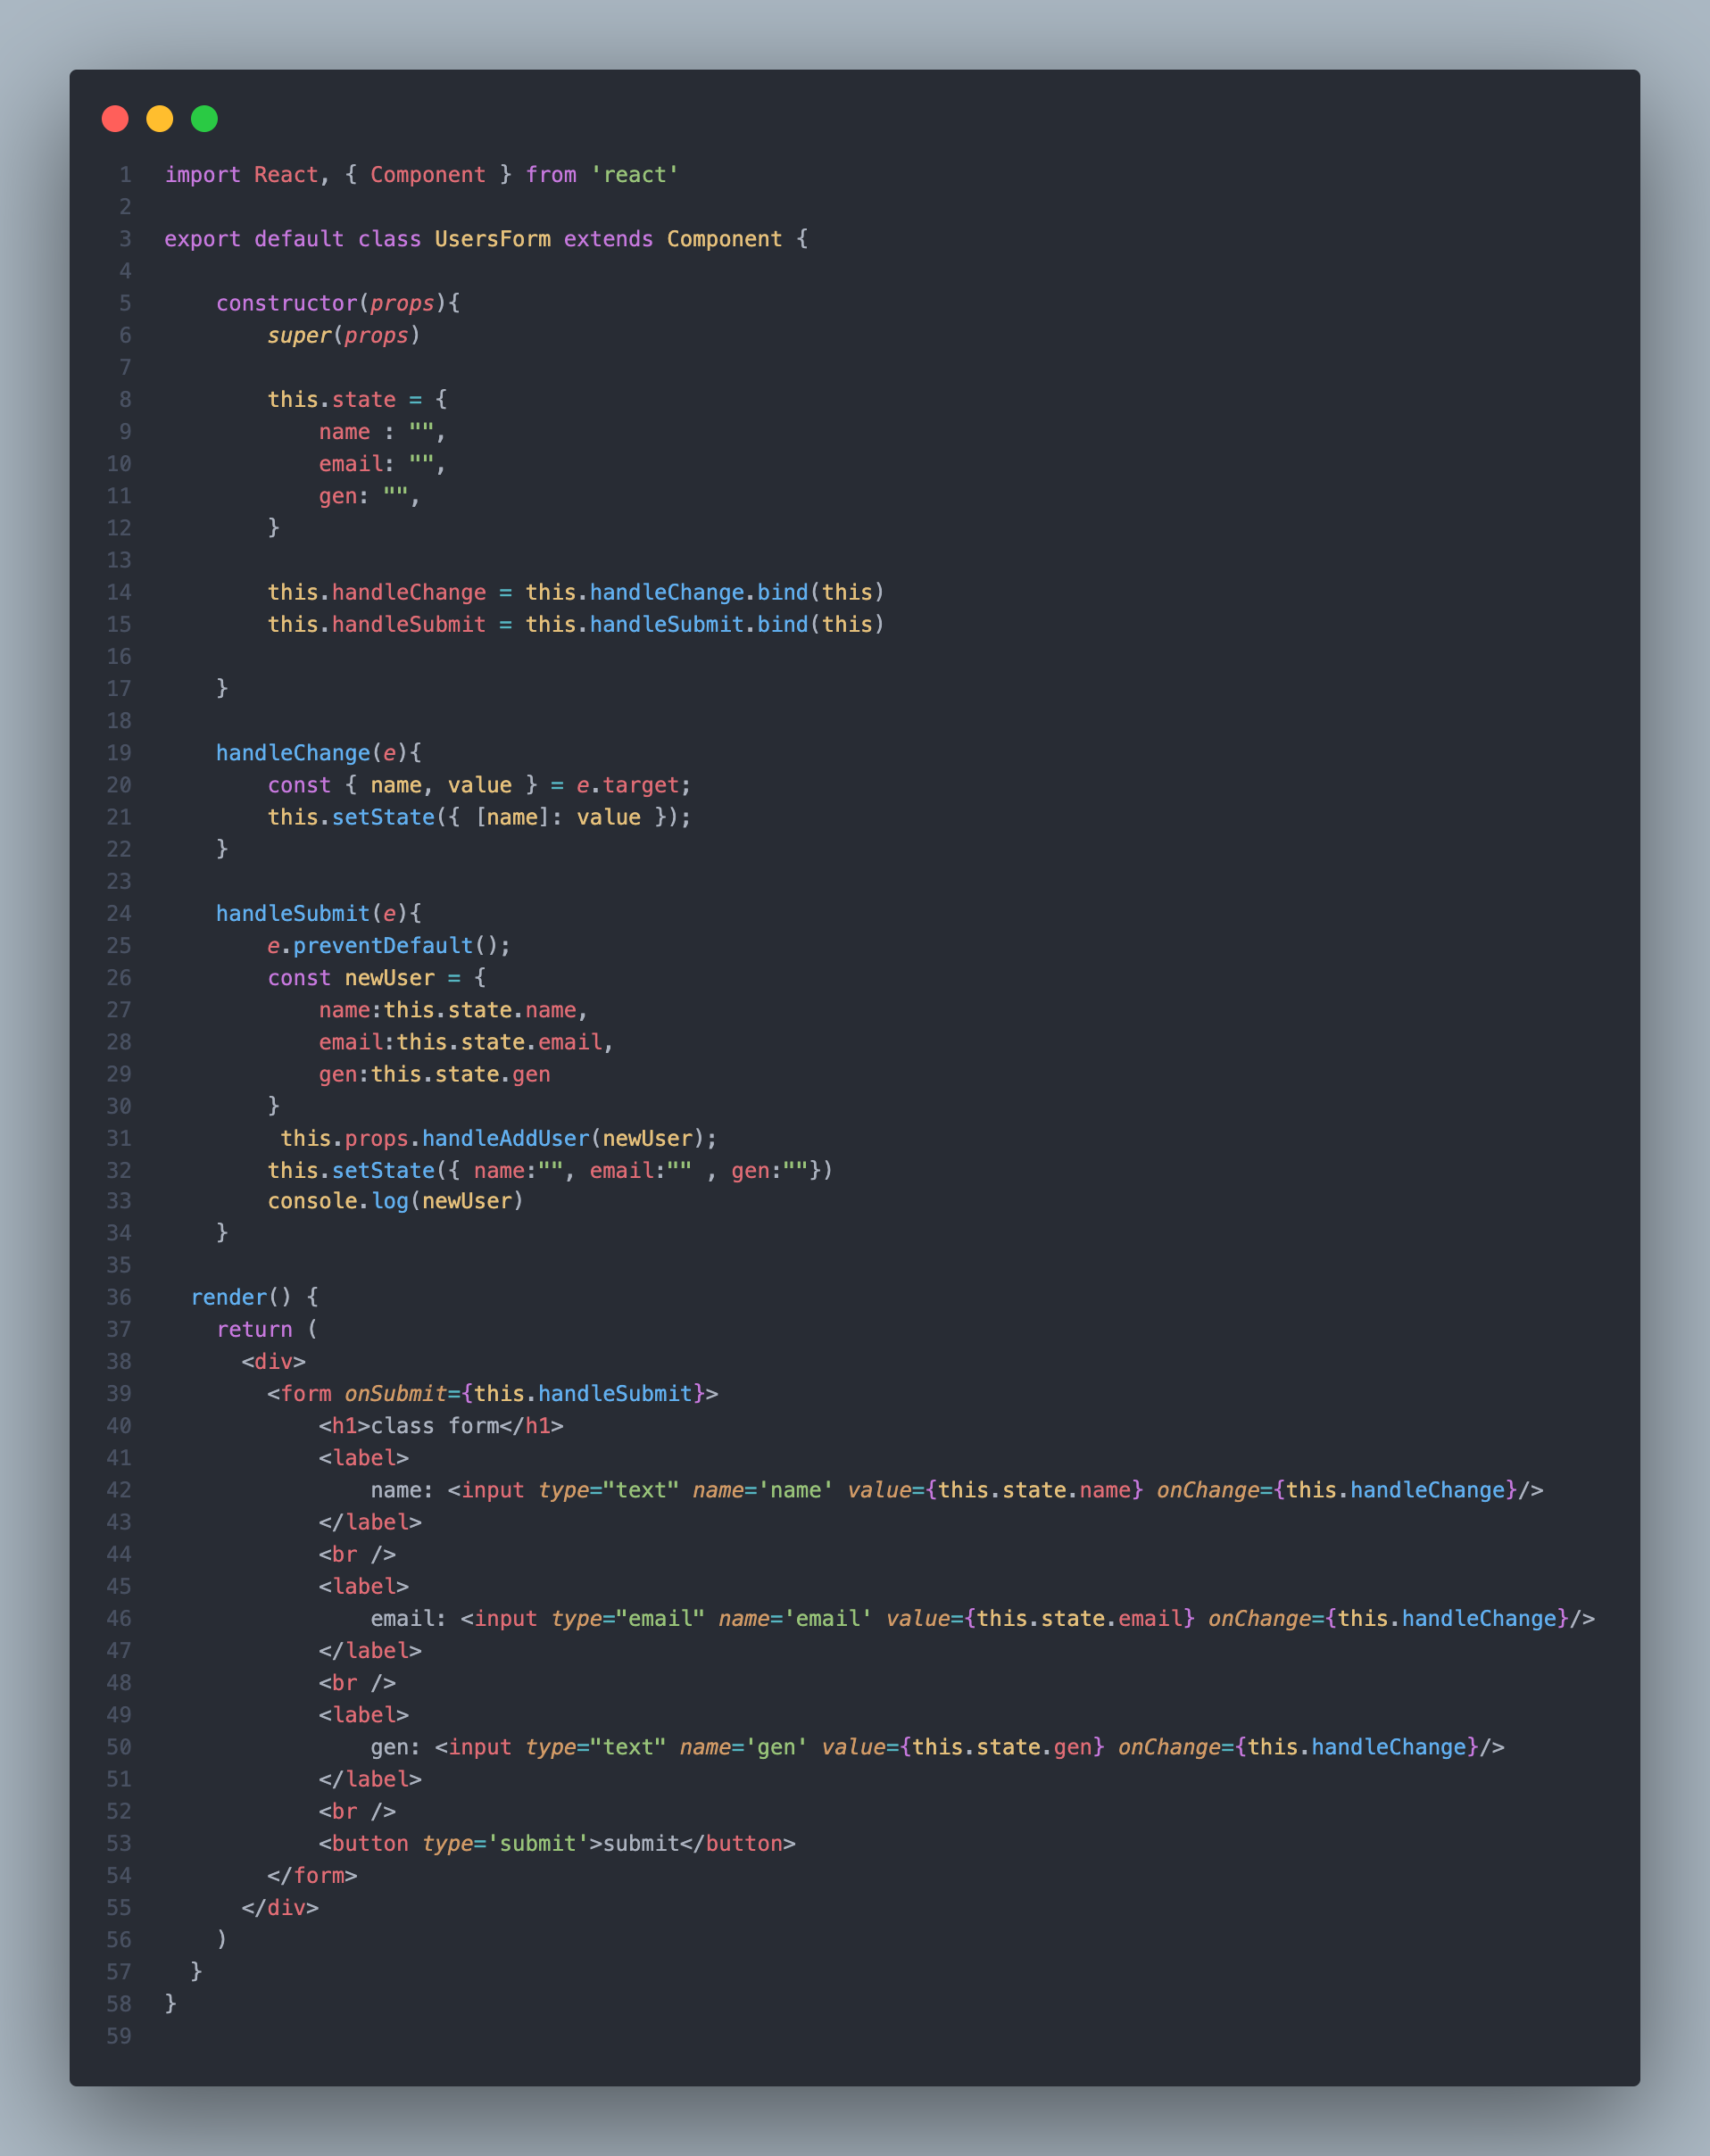 1 import React, { Component } from 'react'
2
3 export default class UsersForm extends Component {
4
5     constructor(props){
6         super(props)
7
8         this.state = {
9             name : "",
10             email: "",
11             gen: "",
12         }
13
14         this.handleChange = this.handleChange.bind(this)
15         this.handleSubmit = this.handleSubmit.bind(this)
16
17     }
18
19     handleChange(e){
20         const { name, value } = e.target;
21         this.setState({ [name]: value });
22     }
23
24     handleSubmit(e){
25         e.preventDefault();
26         const newUser = {
27             name:this.state.name,
28             email:this.state.email,
29             gen:this.state.gen
30         }
31          this.props.handleAddUser(newUser);
32         this.setState({ name:"", email:"" , gen:""})
33         console.log(newUser)
34     }
35
36   render() {
37     return (
38       <div>
39         <form onSubmit={this.handleSubmit}>
40             <h1>class form</h1>
41             <label>
42                 name: <input type="text" name='name' value={this.state.name} onChange={this.handleChange}/>
43             </label>
44             <br />
45             <label>
46                 email: <input type="email" name='email' value={this.state.email} onChange={this.handleChange}/>
47             </label>
48             <br />
49             <label>
50                 gen: <input type="text" name='gen' value={this.state.gen} onChange={this.handleChange}/>
51             </label>
52             <br />
53             <button type='submit'>submit</button>
54         </form>
55       </div>
56     )
57   }
58 }
59